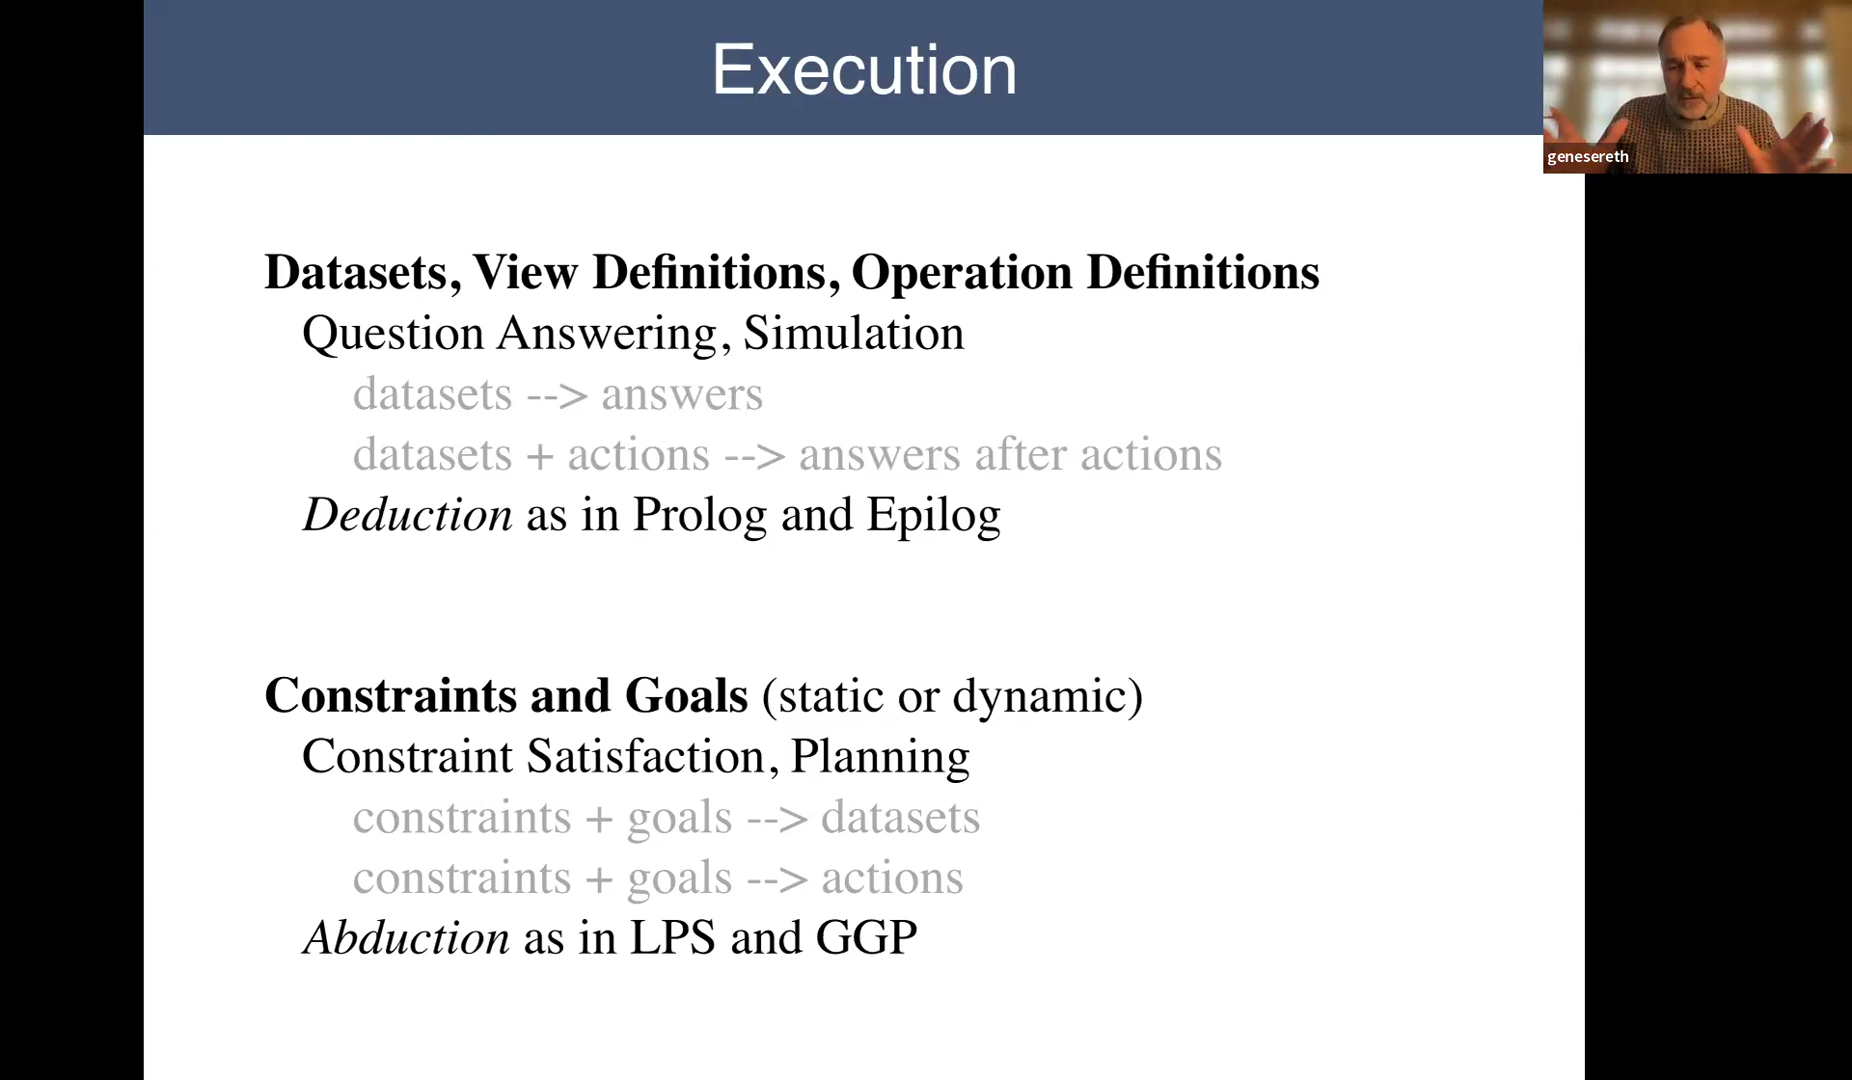 Execution
genesereth
Datasets, View Definitions, Operation Definitions
Question Answering, Simulation
datasets --> answers
datasets + actions --> answers after actions
Deduction as in Prolog and Epilog
Constraints and Goals (static or dynamic)
Constraint Satisfaction, Planning
constraints + goals --> datasets
constraints + goals --> actions
Abduction as in LPS and GGP